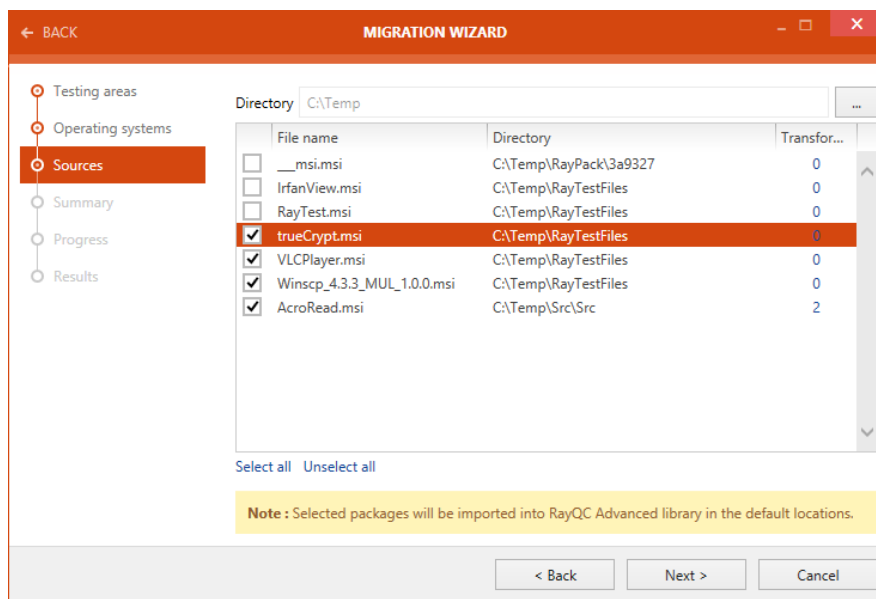 ← BACK MIGRATION WIZARD
Testing areas
Operating systems
Sources
Summary
Progress
Results
Directory C:\Temp ...
File name Directory Transfor...
___msi.msi C:\Temp\RayPack\3a9327 0
IrfanView.msi C:\Temp\RayTestFiles 0
RayTest.msi C:\Temp\RayTestFiles 0
trueCrypt.msi C:\Temp\RayTestFiles 0
VLCPlayer.msi C:\Temp\RayTestFiles 0
Winscp_4.3.3_MUL_1.0.0.msi C:\Temp\RayTestFiles 0
AcroRead.msi C:\Temp\Src\Src 2
Select all Unselect all
Note : Selected packages will be imported into RayQC Advanced library in the default locations.
< Back Next > Cancel